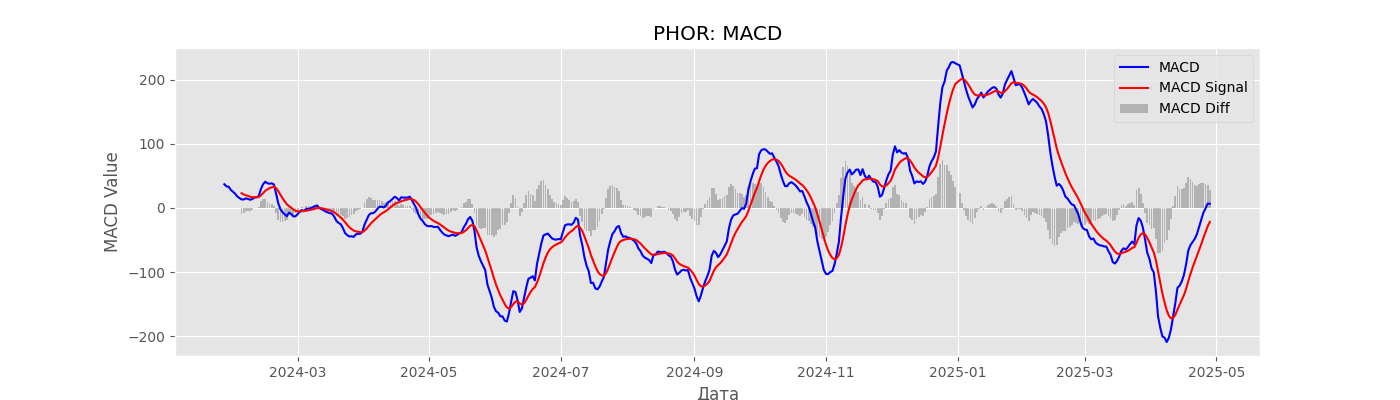 PHOR: MACD
MACD
MACD Signal
MACD Diff
MACD Value
200
100
0
−100
−200
2024-03
2024-05
2024-07
2024-09
2024-11
2025-01
2025-03
2025-05
Дата